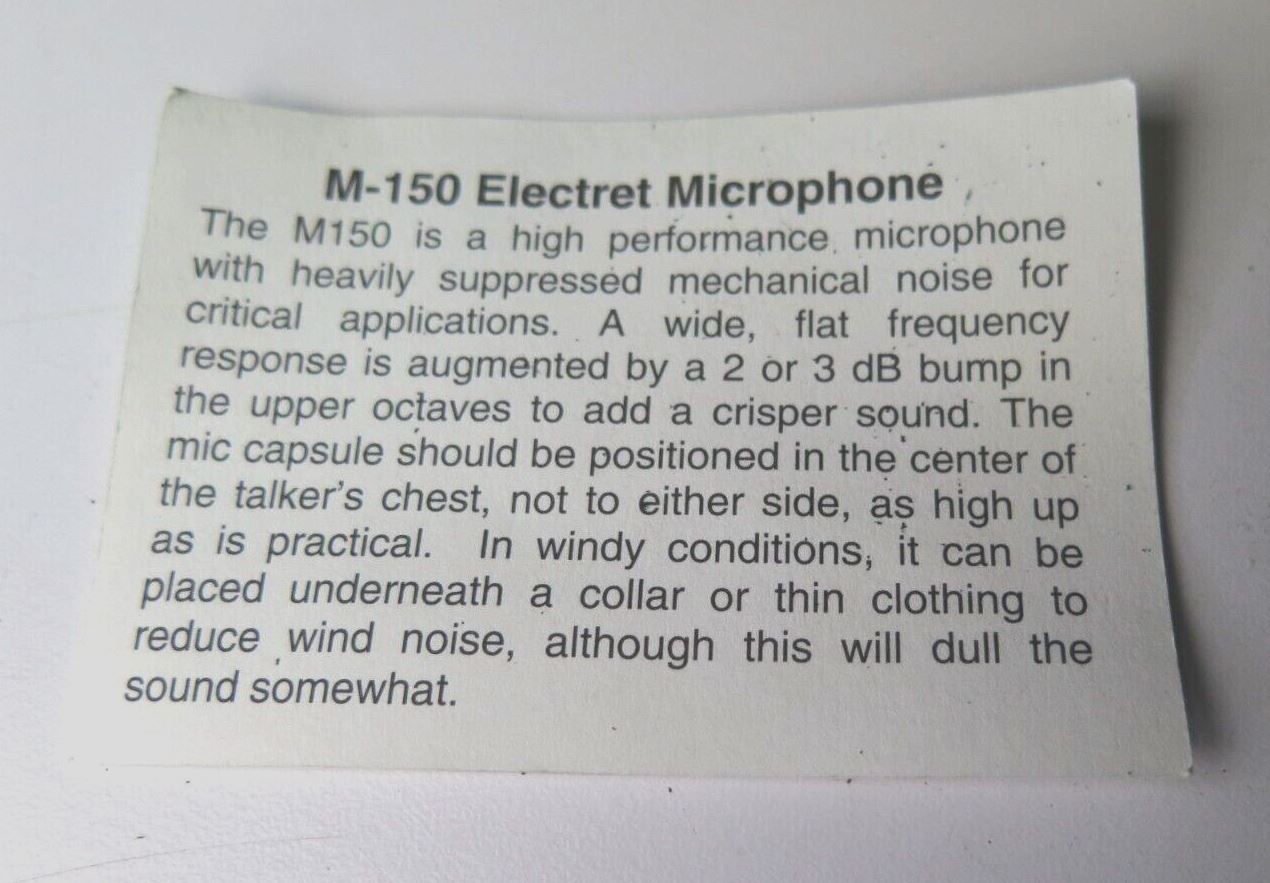 M-150 Electret Microphone
The M150 is a high performance microphone
with heavily suppressed mechanical noise for
critical applications. A wide, flat frequency
response is augmented by a 2 or 3 dB bump in
the upper octaves to add a crisper sound. The
mic capsule should be positioned in the center of
the talker's chest, not to either side, as high up
as is practical. In windy conditions, it can be
placed underneath a collar or thin clothing to
reduce wind noise, although this will dull the
sound somewhat.